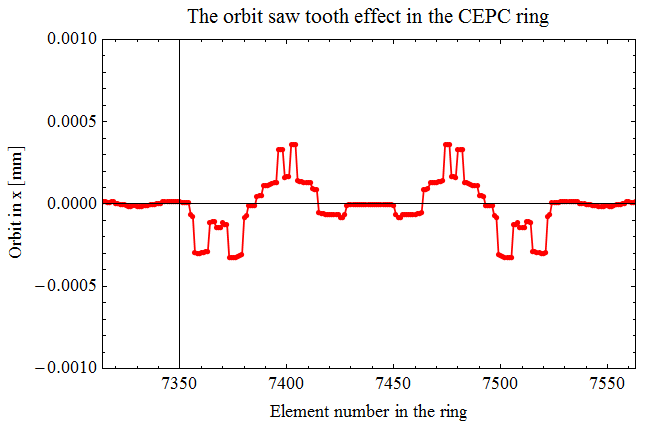 The orbit saw tooth effect in the CEPC ring
0.0010
0.0005
0.0000
−0.0005
−0.0010
Orbit in x [mm]
7350 7400 7450 7500 7550
Element number in the ring